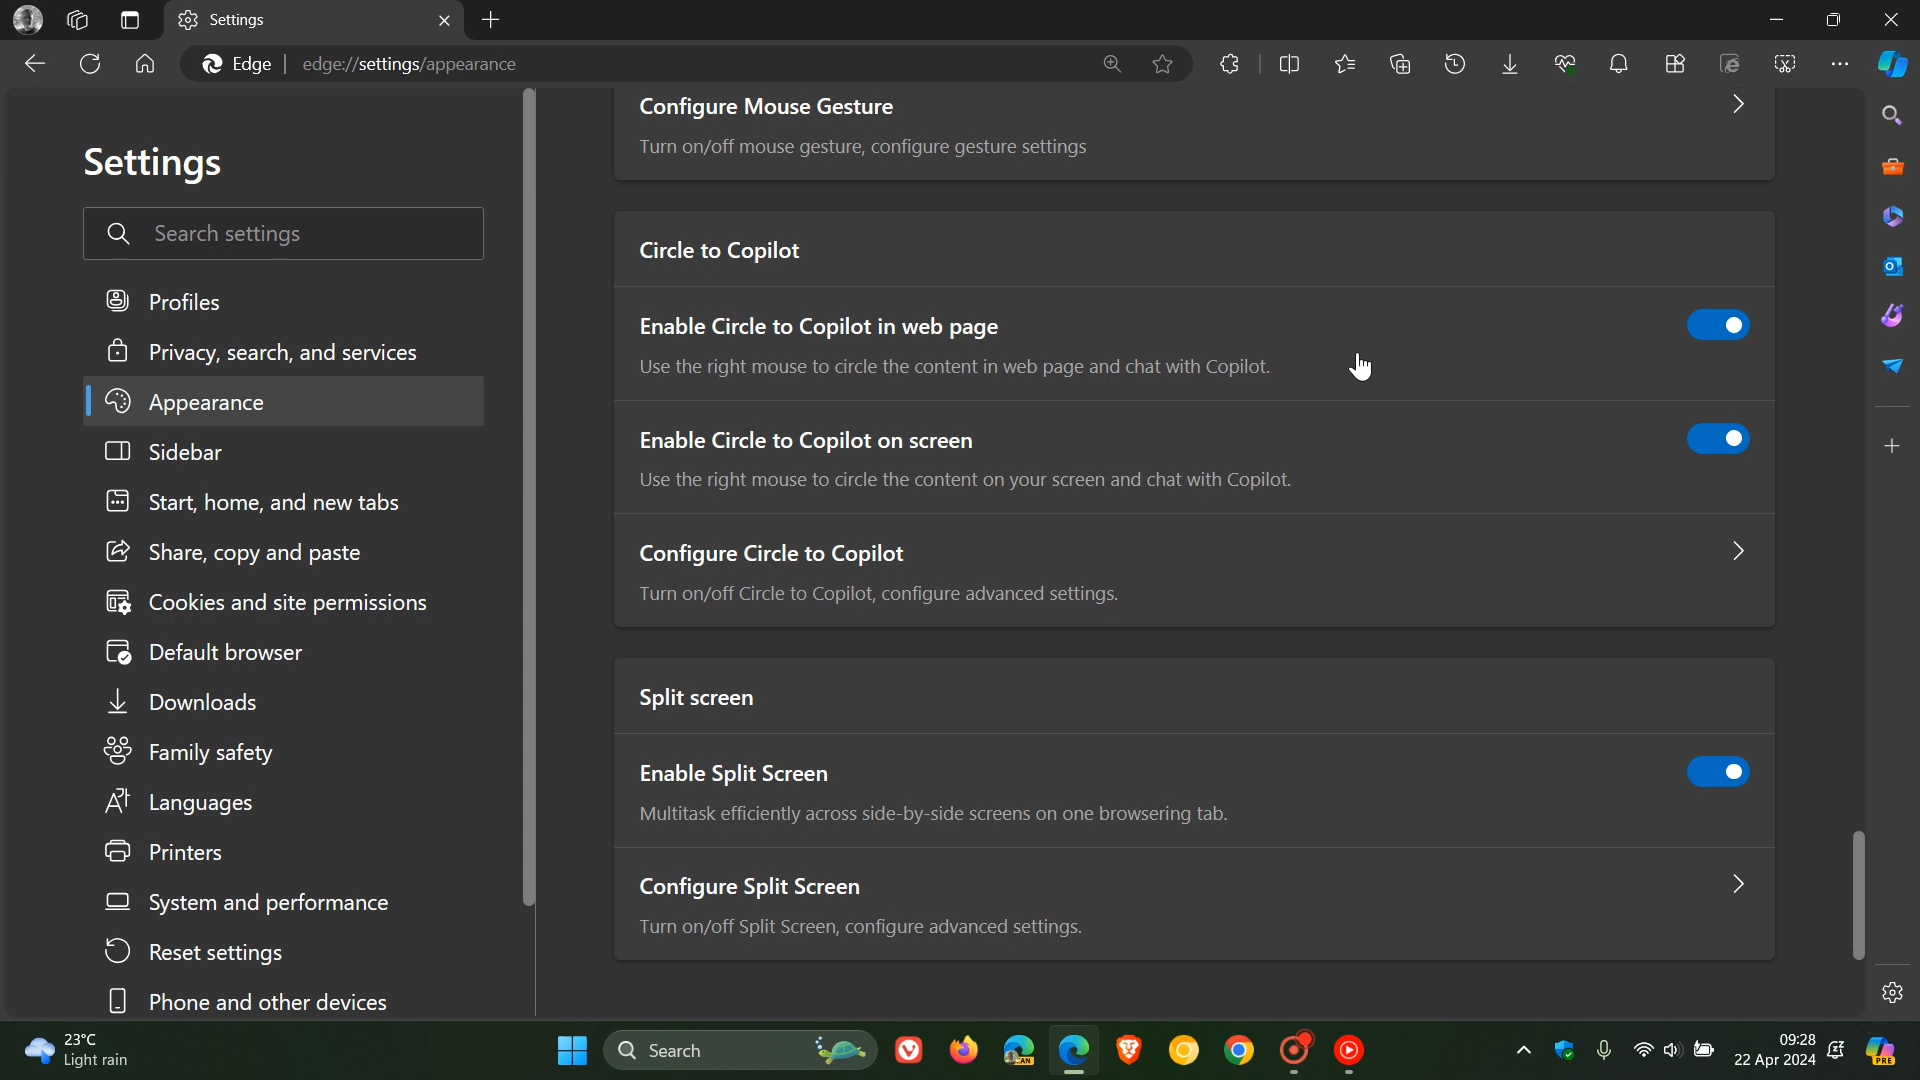 Settings
Edge
edge://settings/appearance
Settings
Search settings
Profiles
Privacy, search, and services
Appearance
Sidebar
Start, home, and new tabs
Share, copy and paste
Cookies and site permissions
Default browser
Downloads
Family safety
Languages
Printers
System and performance
Reset settings
Phone and other devices
Configure Mouse Gesture
Turn on/off mouse gesture, configure gesture settings
Circle to Copilot
Enable Circle to Copilot in web page
Use the right mouse to circle the content in web page and chat with Copilot.
Enable Circle to Copilot on screen
Use the right mouse to circle the content on your screen and chat with Copilot.
Configure Circle to Copilot
Turn on/off Circle to Copilot, configure advanced settings.
Split screen
Enable Split Screen
Multitask efficiently across side-by-side screens on one browsering tab.
Configure Split Screen
Turn on/off Split Screen, configure advanced settings.
23°C
Light rain
Search
CAN
09:28
22 Apr 2024
PRE